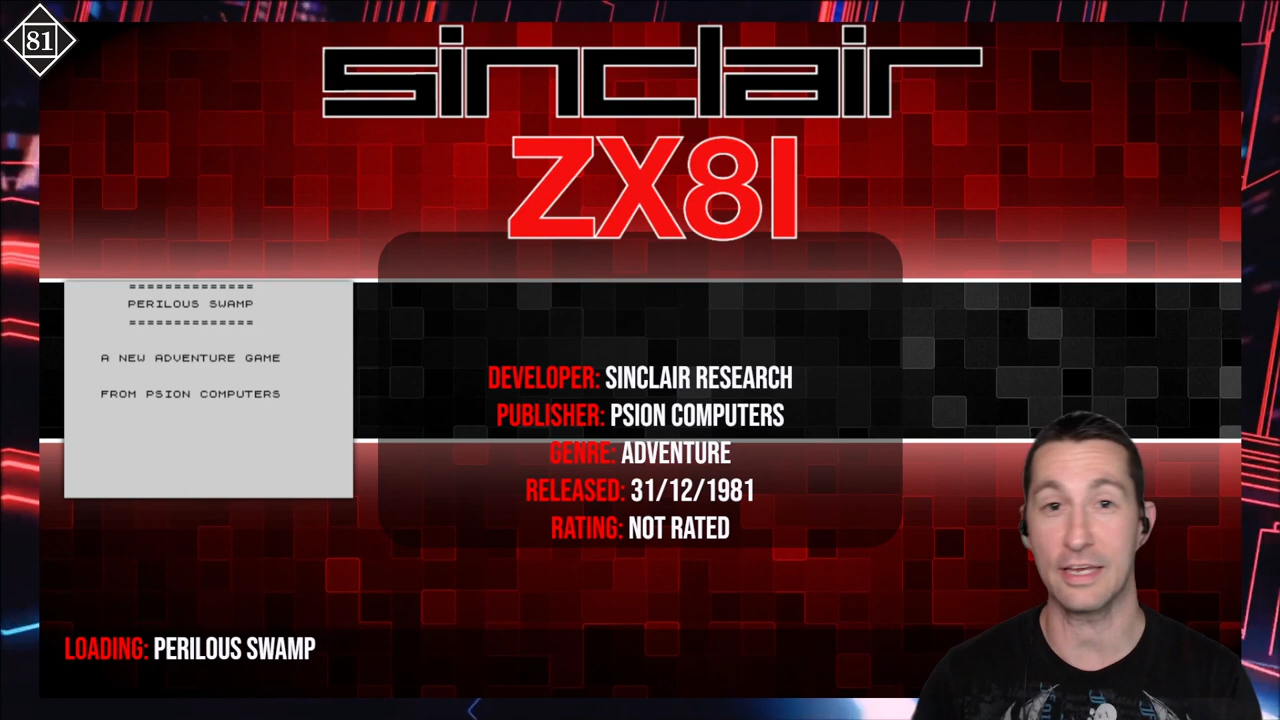 81
sinclair
ZX81
==============
PERILOUS SWAMP
==============
A NEW ADVENTURE GAME
FROM PSION COMPUTERS
DEVELOPER: SINCLAIR RESEARCH
PUBLISHER: PSION COMPUTERS
GENRE: ADVENTURE
RELEASED: 31/12/1981
RATING: NOT RATED
LOADING: PERILOUS SWAMP